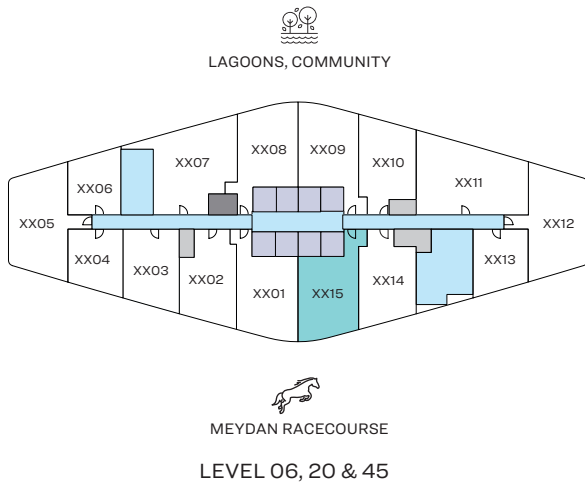 LAGOONS, COMMUNITY
XX08
XX09
XX07
XX10
XX06
XX11
XX05
XX12
XX04
XX03
XX02
XX01
XX15
XX14
XX13
MEYDAN RACECOURSE
LEVEL 06, 20 & 45